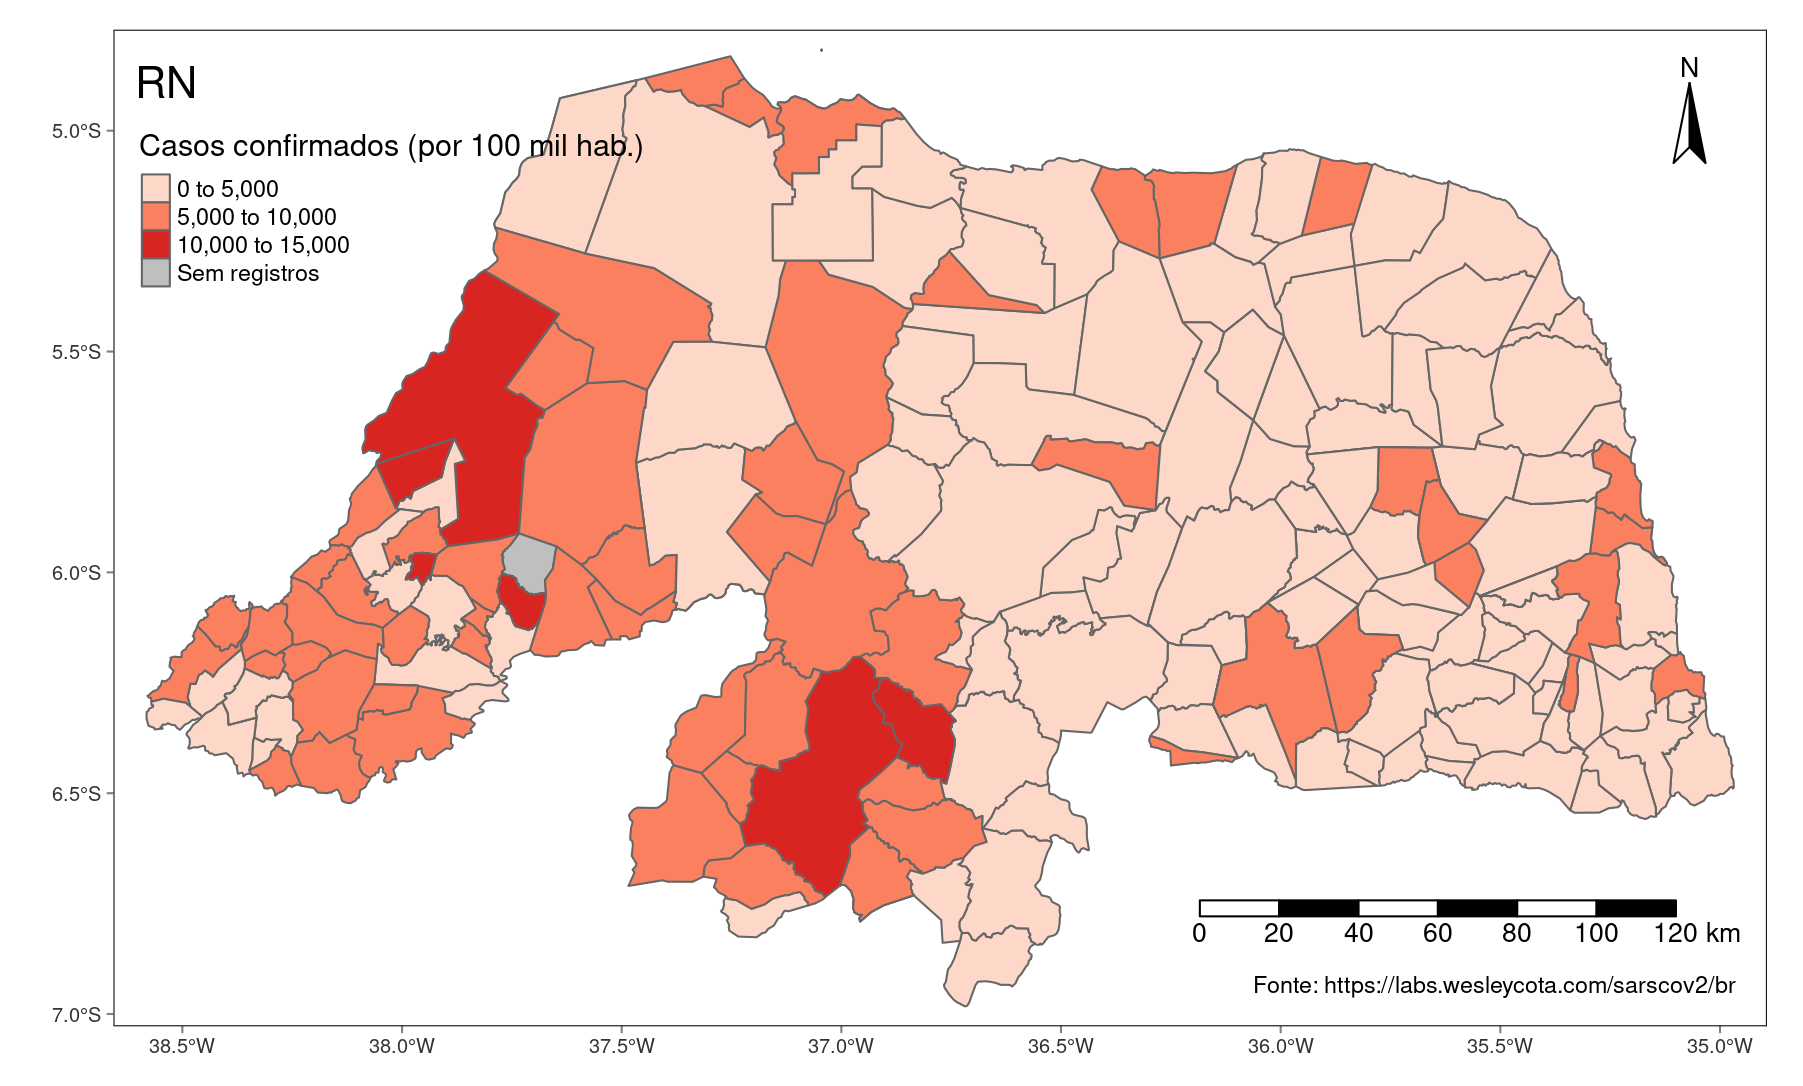 RN
N
Casos confirmados (por 100 mil hab.)
0 to 5,000
5,000 to 10,000
10,000 to 15,000
Sem registros
5.0°S
5.5°S
6.0°S
6.5°S
7.0°S
0 20 40 60 80 100 120 km
Fonte: https://labs.wesleycota.com/sarscov2/br
38.5°W 38.0°W 37.5°W 37.0°W 36.5°W 36.0°W 35.5°W 35.0°W